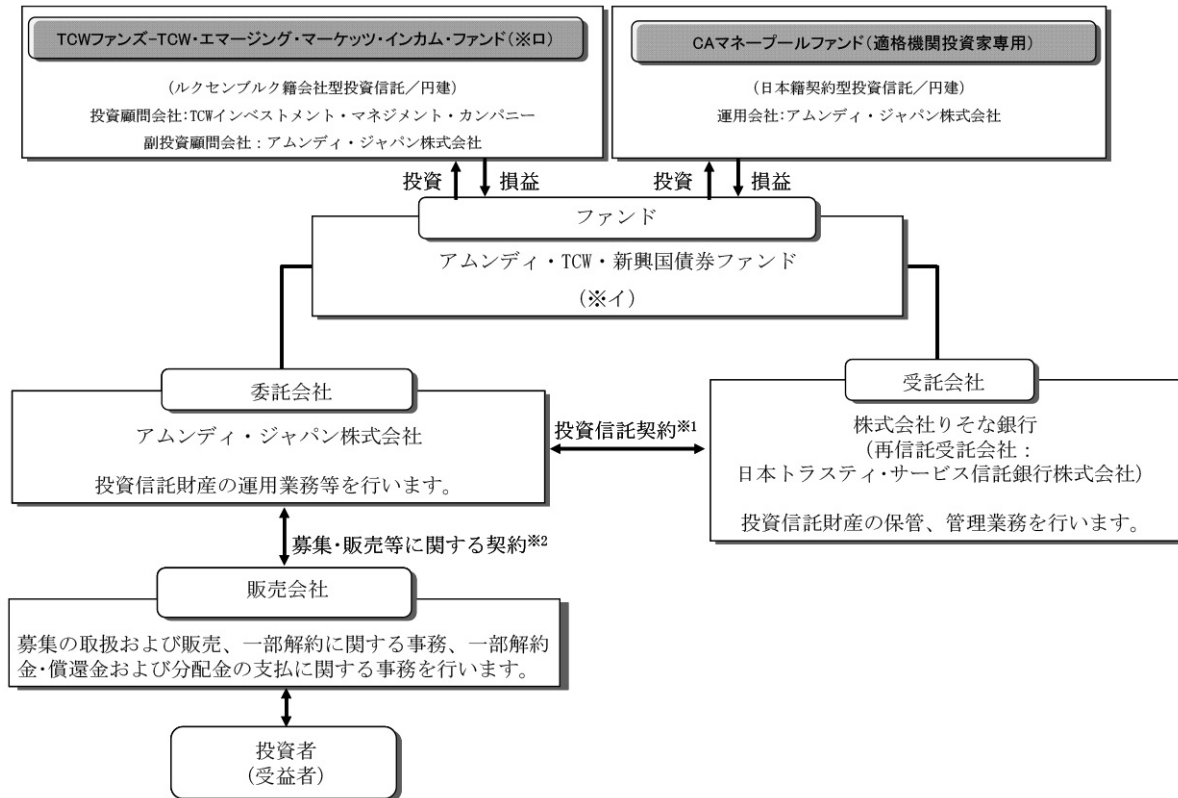 TCWファンズ-TCW・エマージング・マーケッツ・インカム・ファンド(※ロ)
(ルクセンブルク籍会社型投資信託/円建)
投資顧問会社:TCWインベストメント・マネジメント・カンパニー
副投資顧問会社:アムンディ・ジャパン株式会社
CAマネープールファンド(適格機関投資家専用)
(日本籍契約型投資信託/円建)
運用会社:アムンディ・ジャパン株式会社
投資
損益
投資
損益
ファンド
アムンディ・TCW・新興国債券ファンド
(※イ)
委託会社
アムンディ・ジャパン株式会社
投資信託財産の運用業務等を行います。
投資信託契約※1
受託会社
株式会社りそな銀行
(再信託受託会社:
日本トラスティ・サービス信託銀行株式会社)
投資信託財産の保管、管理業務を行います。
募集・販売等に関する契約※2
販売会社
募集の取扱および販売、一部解約に関する事務、一部解約
金・償還金および分配金の支払に関する事務を行います。
投資者
(受益者)